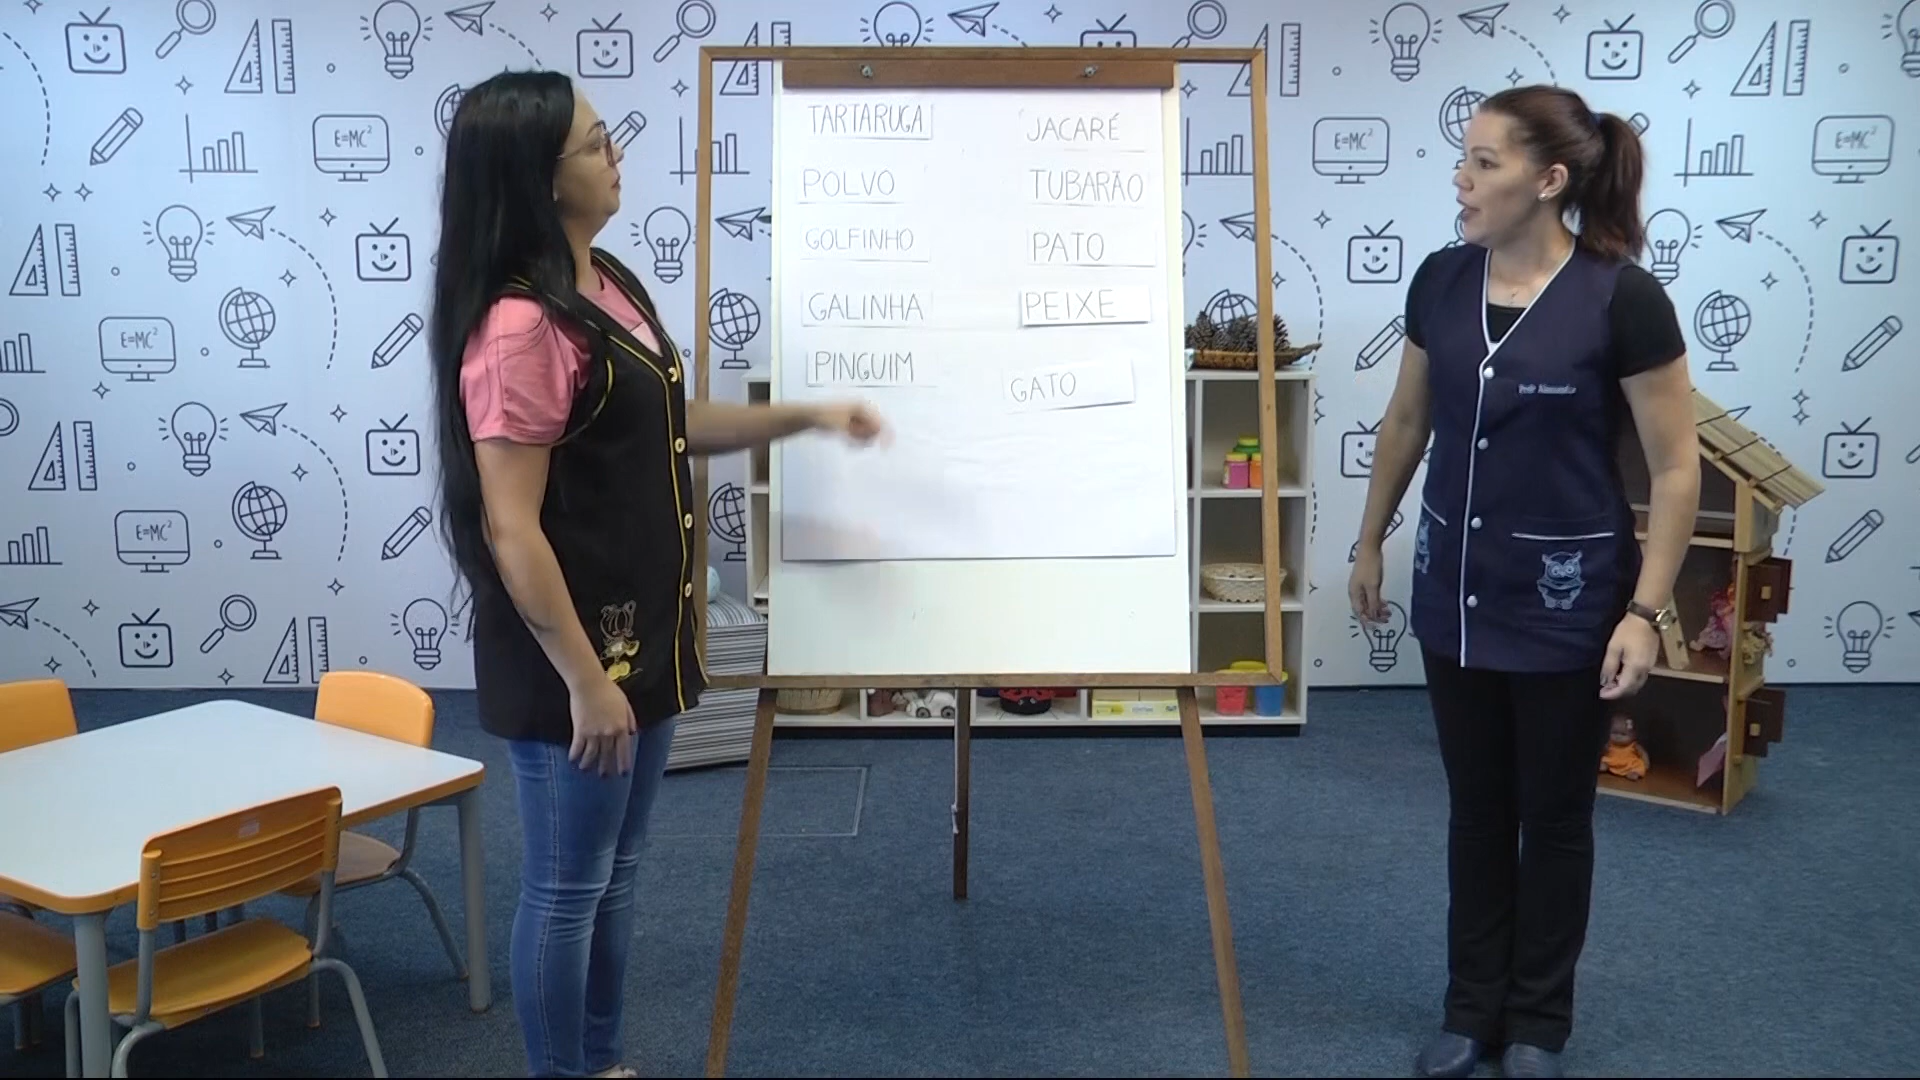 TARTARUGA
POLVO
GOLFINHO
GALINHA
PINGUIM
JACARÉ
TUBARÃO
PATO
PEIXE
GATO
E=MC²
E=MC²
E=MC²
E=MC²
E=MC²